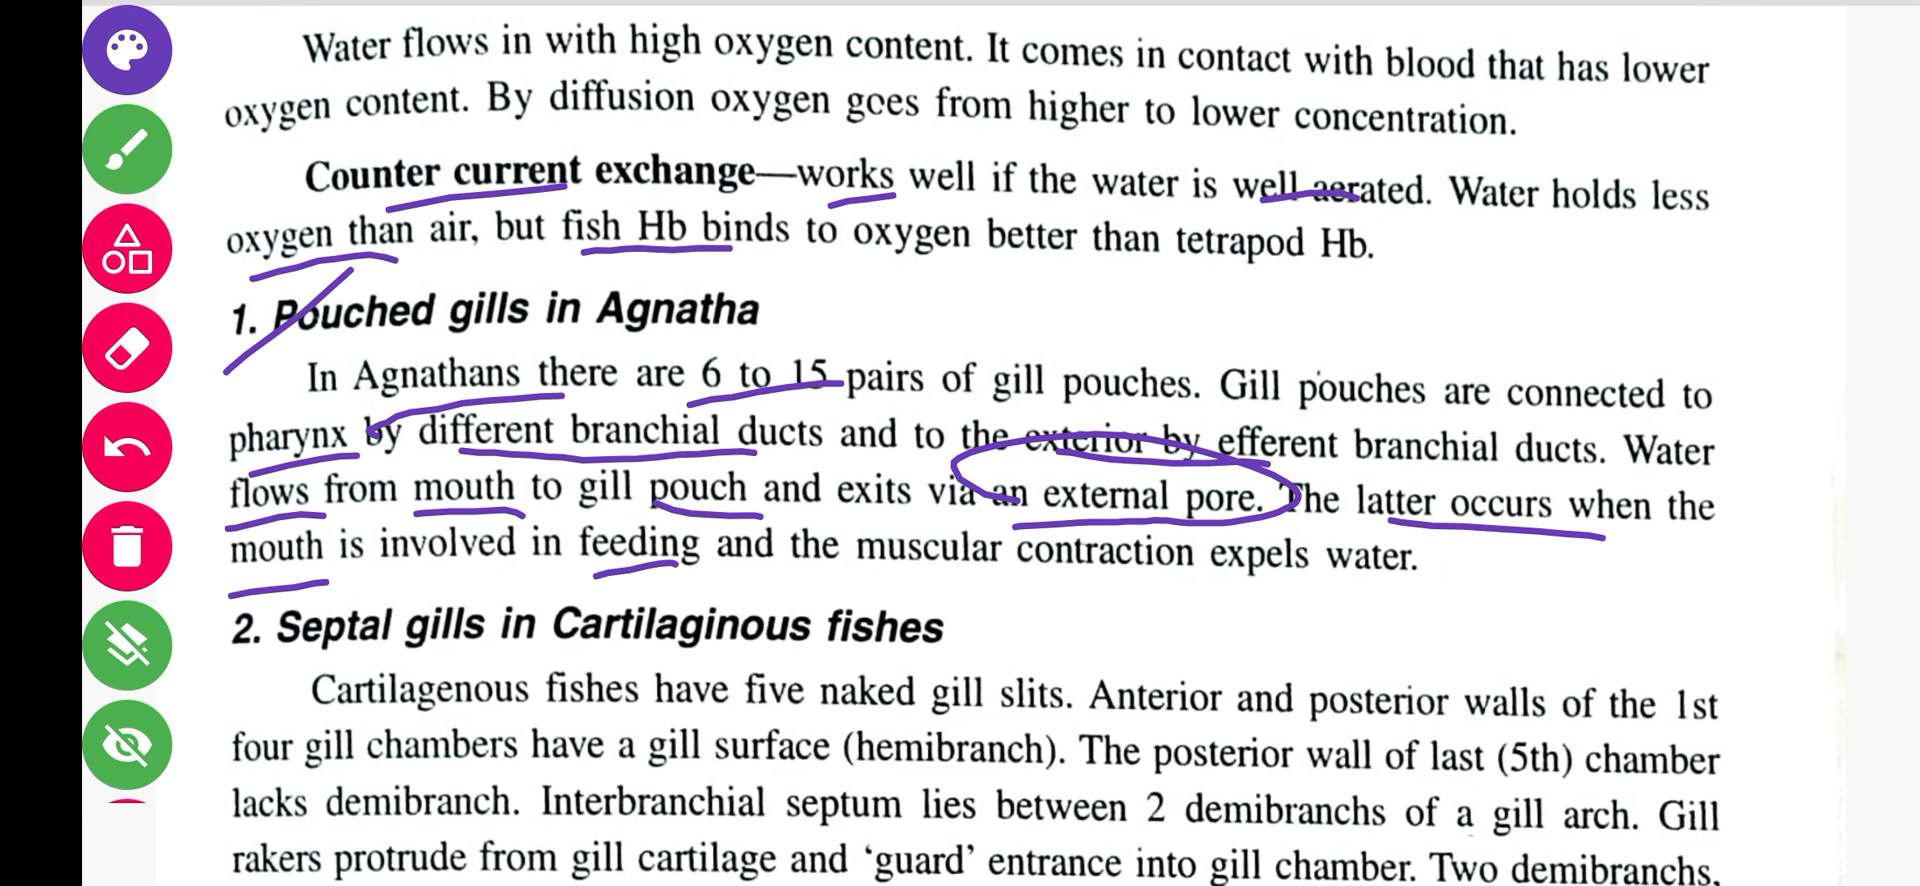 Water flows in with high oxygen content. It comes in contact with blood that has lower
oxygen content. By diffusion oxygen goes from higher to lower concentration.
Counter current exchange—works well if the water is well aerated. Water holds less
oxygen than air, but fish Hb binds to oxygen better than tetrapod Hb.
1. Pouched gills in Agnatha
In Agnathans there are 6 to 15 pairs of gill pouches. Gill pouches are connected to
pharynx by different branchial ducts and to the exterior by efferent branchial ducts. Water
flows from mouth to gill pouch and exits via an external pore. The latter occurs when the
mouth is involved in feeding and the muscular contraction expels water.
2. Septal gills in Cartilaginous fishes
Cartilagenous fishes have five naked gill slits. Anterior and posterior walls of the 1st
four gill chambers have a gill surface (hemibranch). The posterior wall of last (5th) chamber
lacks demibranch. Interbranchial septum lies between 2 demibranchs of a gill arch. Gill
rakers protrude from gill cartilage and ‘guard’ entrance into gill chamber. Two demibranchs,